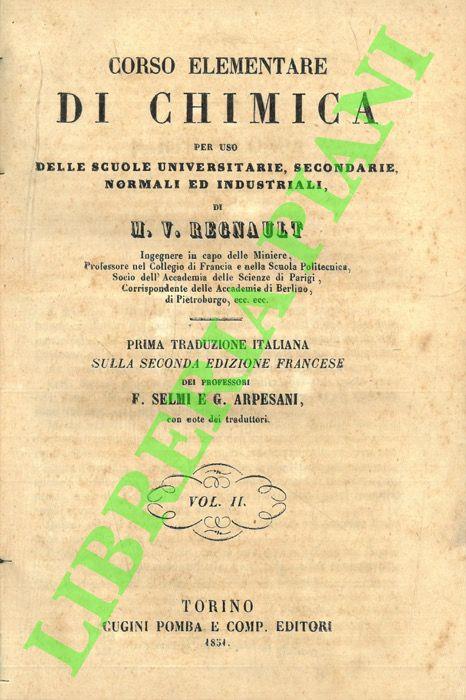 CORSO ELEMENTARE
DI CHIMICA
PER USO
DELLE SCUOLE UNIVERSITARIE, SECONDARIE,
NORMALI ED INDUSTRIALI,
DI
M. V. REGNAULT
Ingegnere in capo delle Miniere,
Professore nel Collegio di Francia e nella Scuola Politecnica,
Socio dell'Accademia delle Scienze di Parigi,
Corrispondente delle Accademie di Berlino,
di Pietroburgo, ecc. ecc.
PRIMA TRADUZIONE ITALIANA
SULLA SECONDA EDIZIONE FRANCESE
DEI PROFESSORI
F. SELMI E G. ARPESANI,
con note dei traduttori.
VOL. II.
TORINO
CUGINI POMBA E COMP. EDITORI
1851.
LIBRERIA PIANI